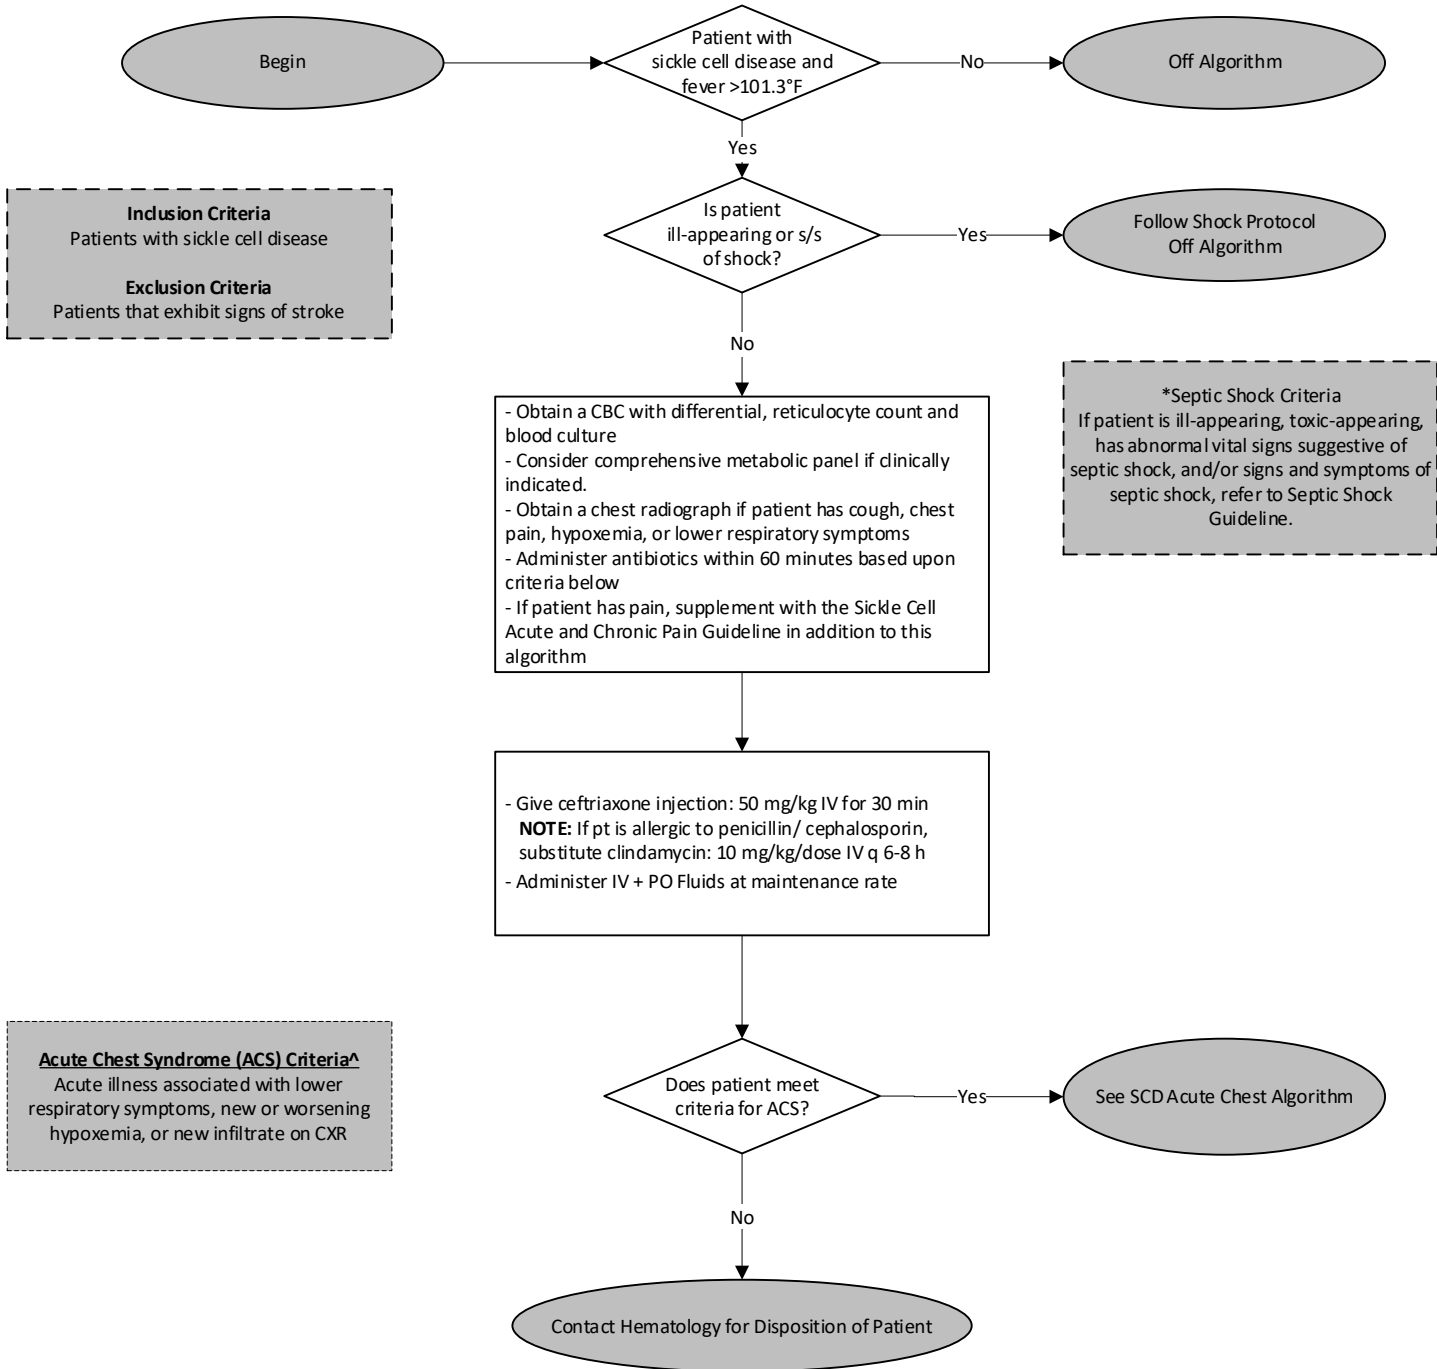 Begin
Patient with
sickle cell disease and
fever >101.3°F
No
Off Algorithm
Yes
Inclusion Criteria
Patients with sickle cell disease
Exclusion Criteria
Patients that exhibit signs of stroke
Is patient
ill-appearing or s/s
of shock?
Yes
Follow Shock Protocol
Off Algorithm
No
*Septic Shock Criteria
If patient is ill-appearing, toxic-appearing,
has abnormal vital signs suggestive of
septic shock, and/or signs and symptoms of
septic shock, refer to Septic Shock
Guideline.
- Obtain a CBC with differential, reticulocyte count and
blood culture
- Consider comprehensive metabolic panel if clinically
indicated.
- Obtain a chest radiograph if patient has cough, chest
pain, hypoxemia, or lower respiratory symptoms
- Administer antibiotics within 60 minutes based upon
criteria below
- If patient has pain, supplement with the Sickle Cell
Acute and Chronic Pain Guideline in addition to this
algorithm
- Give ceftriaxone injection: 50 mg/kg IV for 30 min
NOTE: If pt is allergic to penicillin/ cephalosporin,
substitute clindamycin: 10 mg/kg/dose IV q 6-8 h
- Administer IV + PO Fluids at maintenance rate
Acute Chest Syndrome (ACS) Criteria^
Acute illness associated with lower
respiratory symptoms, new or worsening
hypoxemia, or new infiltrate on CXR
Does patient meet
criteria for ACS?
Yes
See SCD Acute Chest Algorithm
No
Contact Hematology for Disposition of Patient